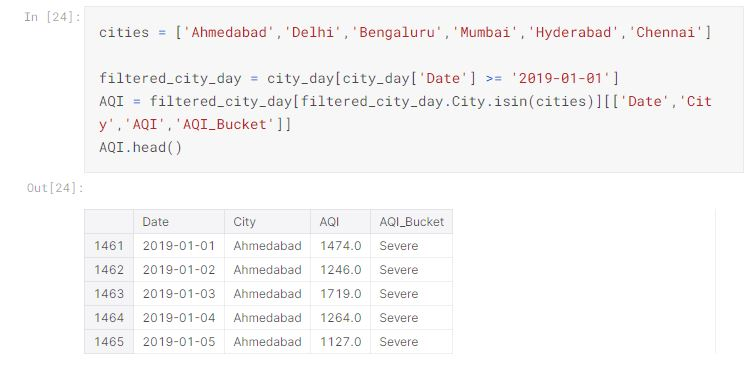 In [24]:
cities = ['Ahmedabad','Delhi','Bengaluru','Mumbai','Hyderabad','Chennai']
filtered_city_day = city_day[city_day['Date'] >= '2019-01-01']
AQI = filtered_city_day[filtered_city_day.City.isin(cities)][['Date','Cit
y','AQI','AQI_Bucket']]
AQI.head()
Out[24]:
Date City AQI AQI_Bucket
1461 2019-01-01 Ahmedabad 1474.0 Severe
1462 2019-01-02 Ahmedabad 1246.0 Severe
1463 2019-01-03 Ahmedabad 1719.0 Severe
1464 2019-01-04 Ahmedabad 1264.0 Severe
1465 2019-01-05 Ahmedabad 1127.0 Severe